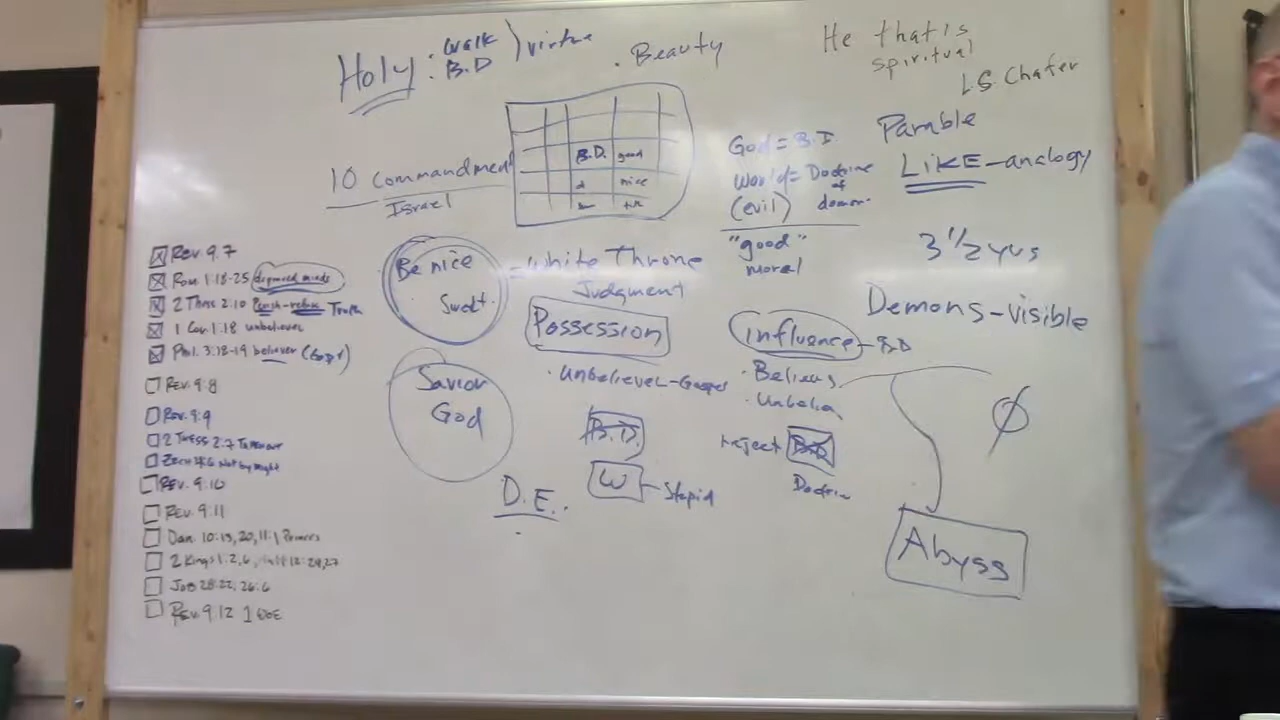 Holy : walk
B.D
virtue
. Beauty
He that is
spiritual
L.S. Chafer
10 commandment
Israel
B.D. good
nice
God = B.D.
World = Doctrine
of
(evil) demon
"good"
moral
Parable
LIKE-analogy
3 1/2 yrs
Demons-visible
Rev 9:7
Rom 1:18-25 depraved minds
2 Thess 2:10 Perish-refuse Truth
1 Cor. 1:18 unbeliever
Phil. 3:18-19 believer (Gospel)
Rev. 9:8
Rev. 9:9
2 Thess 2:7
Zech 4:6 Not by might
Rev. 9:10
Rev. 9:11
Dan. 10:13, 20, 11:1
2 Kings 1:2,6,
Job 28:22, 26:6
Rev. 9:12 1 WOE
Be nice
Sweet.
= White Throne
Judgment
Savior
God
Possession
· Unbeliever-Gospel
B.D.
W - Stupid
D.E.
influence - B.D
· Believers
· Unbeliev
reject B.D.
Doctrin
Ø
Abyss